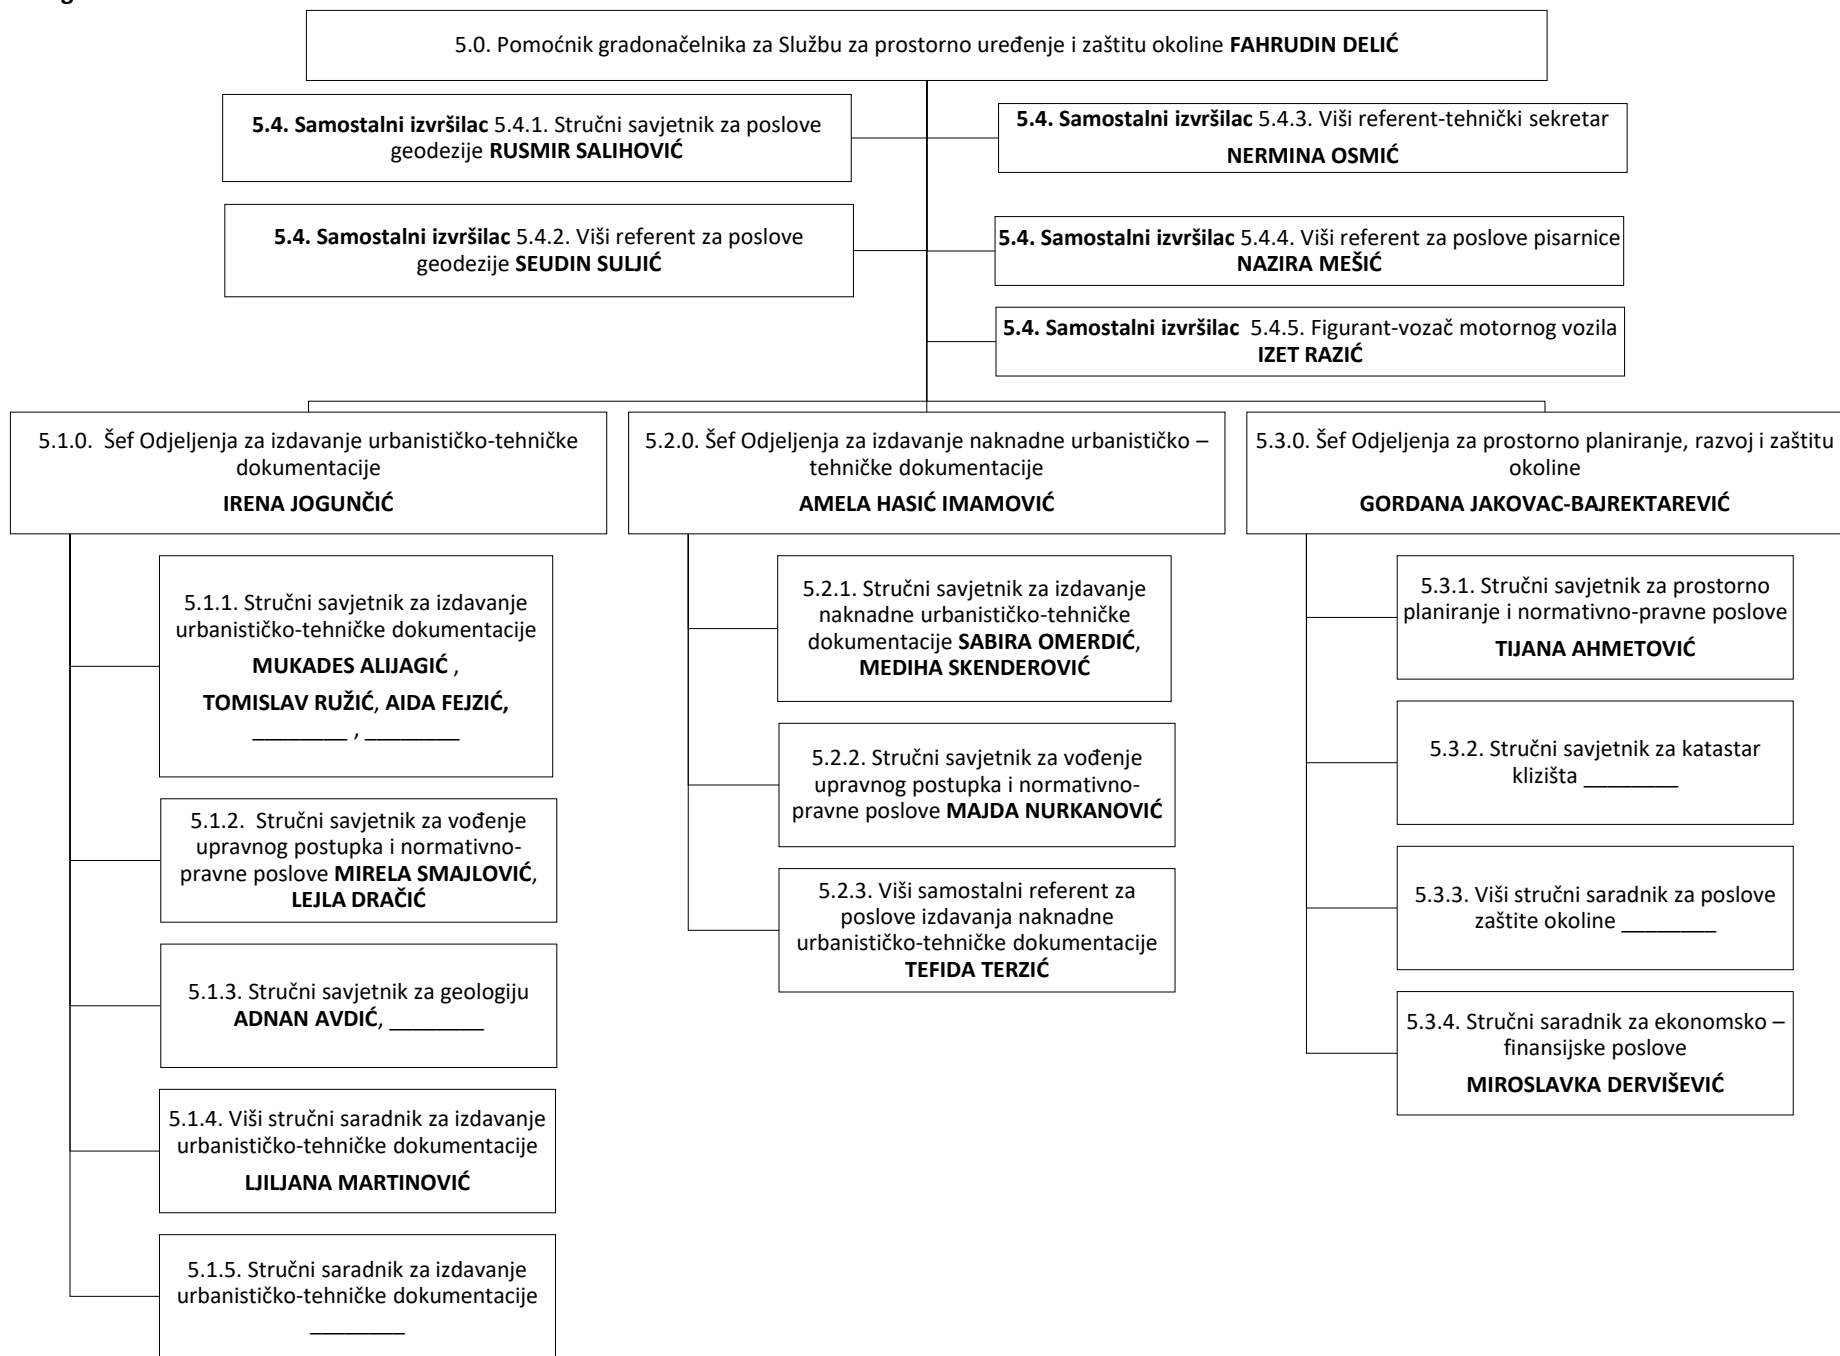 5.0. Pomoćnik gradonačelnika za Službu za prostorno uređenje i zaštitu okoline FAHRUDIN DELIĆ
5.4. Samostalni izvršilac 5.4.1. Stručni savjetnik za poslove
geodezije RUSMIR SALIHOVIĆ
5.4. Samostalni izvršilac 5.4.3. Viši referent-tehnički sekretar
NERMINA OSMIĆ
5.4. Samostalni izvršilac 5.4.2. Viši referent za poslove
geodezije SEUDIN SULJIĆ
5.4. Samostalni izvršilac 5.4.4. Viši referent za poslove pisarnice
NAZIRA MEŠIĆ
5.4. Samostalni izvršilac 5.4.5. Figurant-vozač motornog vozila
IZET RAZIĆ
5.1.0. Šef Odjeljenja za izdavanje urbanističko-tehničke
dokumentacije
IRENA JOGUNČIĆ
5.1.1. Stručni savjetnik za izdavanje
urbanističko-tehničke dokumentacije
MUKADES ALIJAGIĆ ,
TOMISLAV RUŽIĆ, AIDA FEJZIĆ,
________ , ________
5.1.2. Stručni savjetnik za vođenje
upravnog postupka i normativno-
pravne poslove MIRELA SMAJLOVIĆ,
LEJLA DRAČIĆ
5.1.3. Stručni savjetnik za geologiju
ADNAN AVDIĆ, ________
5.1.4. Viši stručni saradnik za izdavanje
urbanističko-tehničke dokumentacije
LJILJANA MARTINOVIĆ
5.1.5. Stručni saradnik za izdavanje
urbanističko-tehničke dokumentacije
________
5.2.0. Šef Odjeljenja za izdavanje naknadne urbanističko –
tehničke dokumentacije
AMELA HASIĆ IMAMOVIĆ
5.2.1. Stručni savjetnik za izdavanje
naknadne urbanističko-tehničke
dokumentacije SABIRA OMERDIĆ,
MEDIHA SKENDEROVIĆ
5.2.2. Stručni savjetnik za vođenje
upravnog postupka i normativno-
pravne poslove MAJDA NURKANOVIĆ
5.2.3. Viši samostalni referent za
poslove izdavanja naknadne
urbanističko-tehničke dokumentacije
TEFIDA TERZIĆ
5.3.0. Šef Odjeljenja za prostorno planiranje, razvoj i zaštitu
okoline
GORDANA JAKOVAC-BAJREKTAREVIĆ
5.3.1. Stručni savjetnik za prostorno
planiranje i normativno-pravne poslove
TIJANA AHMETOVIĆ
5.3.2. Stručni savjetnik za katastar
klizišta ________
5.3.3. Viši stručni saradnik za poslove
zaštite okoline ________
5.3.4. Stručni saradnik za ekonomsko –
finansijske poslove
MIROSLAVKA DERVIŠEVIĆ